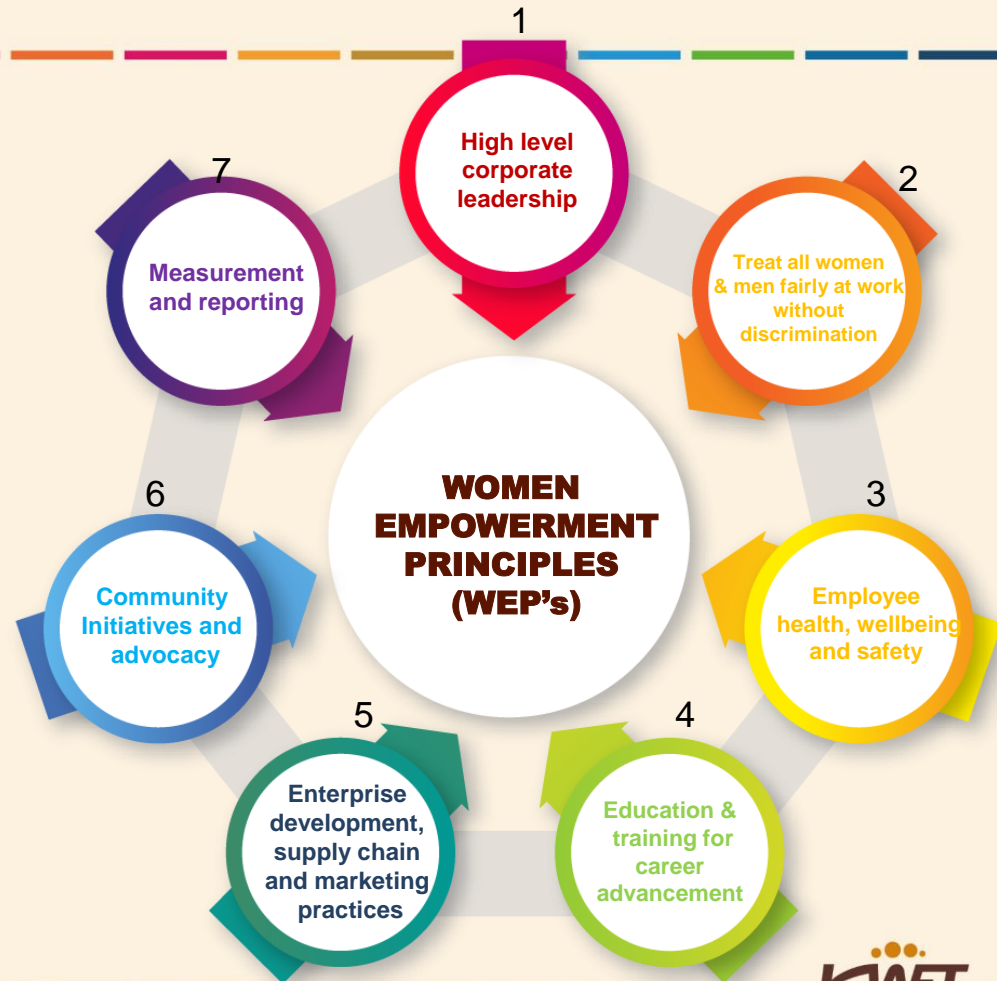 1
High level
corporate
leadership
2
Treat all women
& men fairly at work
without
discrimination
3
Employee
health, wellbeing
and safety
4
Education &
training for
career
advancement
5
Enterprise
development,
supply chain
and marketing
practices
6
Community
Initiatives and
advocacy
7
Measurement
and reporting
WOMEN
EMPOWERMENT
PRINCIPLES
(WEP’s)